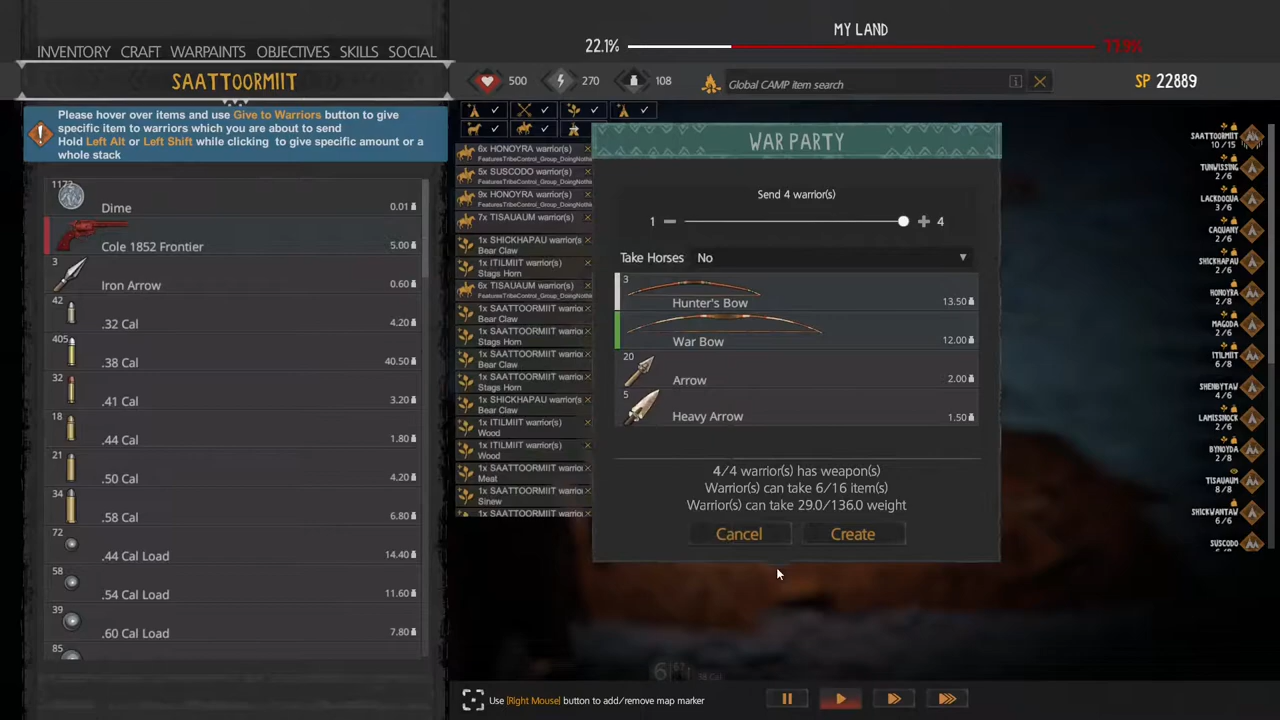 MY LAND
22.1%
77.9%
INVENTORY CRAFT WARPAINTS OBJECTIVES SKILLS SOCIAL
SAATTOORMIIT
500
270
108
Global CAMP item search
SP 22889
Please hover over items and use Give to Warriors button to give
specific item to warriors which you are about to send
Hold Left Alt or Left Shift while clicking to give specific amount or a
whole stack
1173
Dime
0.01
Cole 1852 Frontier
5.00
3
Iron Arrow
0.60
42
.32 Cal
4.20
405
.38 Cal
40.50
32
.41 Cal
3.20
18
.44 Cal
1.80
21
.50 Cal
4.20
34
.58 Cal
6.80
72
.44 Cal Load
14.40
58
.54 Cal Load
11.60
39
.60 Cal Load
7.80
85
6x HONOYRA warrior(s)
FeaturesTribeControl_Group_DoingNothi
5x SUSCODO warrior(s)
FeaturesTribeControl_Group_DoingNothi
9x HONOYRA warrior(s)
FeaturesTribeControl_Group_DoingNothi
7x TISAUAUM warrior(s)
1x SHICKHAPAU warrior(s)
Bear Claw
1x ITILMIIT warrior(s)
Stags Horn
6x TISAUAUM warrior(s)
FeaturesTribeControl_Group_DoingNothi
1x SAATTOORMIIT warrior
Bear Claw
1x SAATTOORMIIT warrior
Stags Horn
1x SAATTOORMIIT warrior
Bear Claw
1x SAATTOORMIIT warrior
Stags Horn
1x SHICKHAPAU warrior(s)
Bear Claw
1x ITILMIIT warrior(s)
Wood
1x ITILMIIT warrior(s)
Wood
1x SAATTOORMIIT warrior
Meat
1x SAATTOORMIIT warrior
Sinew
1x SAATTOORMIIT warrior
WAR PARTY
Send 4 warrior(s)
1
4
Take Horses No
3
Hunter's Bow
13.50
War Bow
12.00
20
Arrow
2.00
5
Heavy Arrow
1.50
4/4 warrior(s) has weapon(s)
Warrior(s) can take 6/16 item(s)
Warrior(s) can take 29.0/136.0 weight
Cancel
Create
SAATTOORMIIT
10/15
TUNWISSING
2/6
LACKDOQUA
3/6
CAQUANY
2/6
SHICKHAPAU
2/6
HONOYRA
2/8
MAGODA
2/6
ITILMIIT
6/6
SHENBYTAW
4/6
LAMISSNOCK
2/6
BYNOYDA
2/8
TISAUAUM
8/8
SHICKWANTAW
6/6
SUSCODO
Use [Right Mouse] button to add/remove map marker